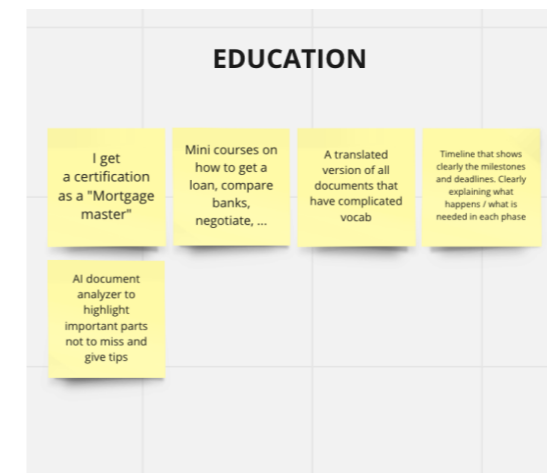 EDUCATION
I get
a certification
as a "Mortgage
master"
Mini courses on
how to get a
loan, compare
banks,
negotiate, ...
A translated
version of all
documents that
have complicated
vocab
Timeline that shows
clearly the milestones
and deadlines. Clearly
explaining what
happens / what is
needed in each phase
AI document
analyzer to
highlight
important parts
not to miss and
give tips